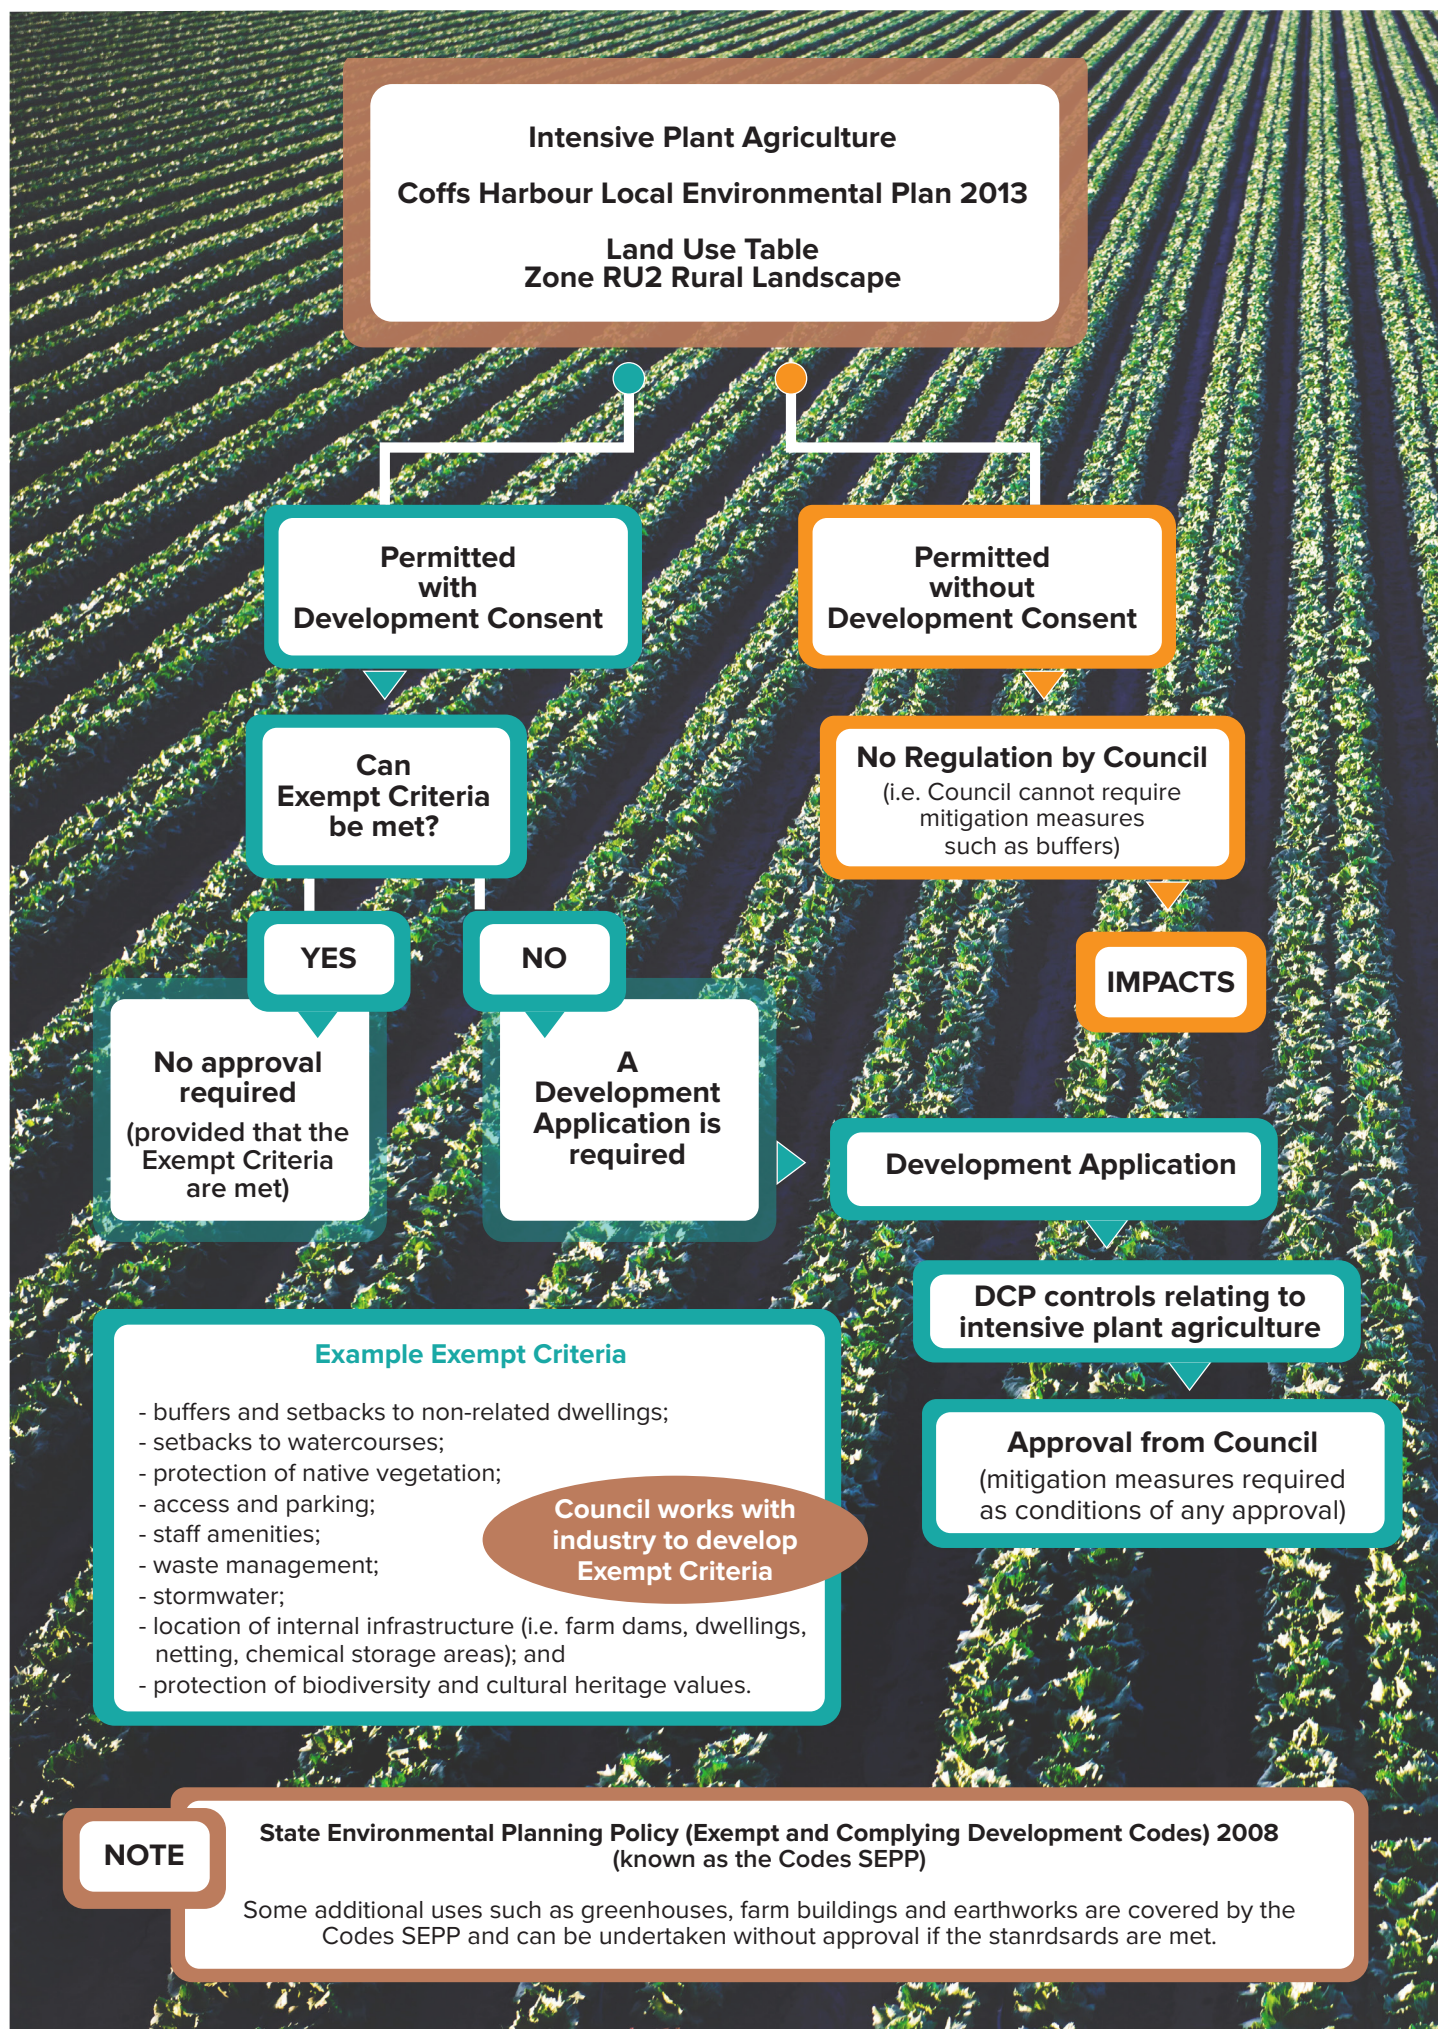 Intensive Plant Agriculture
Coffs Harbour Local Environmental Plan 2013
Land Use Table
Zone RU2 Rural Landscape
Permitted
with
Development Consent
Permitted
without
Development Consent
Can
Exempt Criteria
be met?
No Regulation by Council
(i.e. Council cannot require
mitigation measures
such as buffers)
YES
NO
IMPACTS
No approval
required
(provided that the
Exempt Criteria
are met)
A
Development
Application is
required
Development Application
DCP controls relating to
intensive plant agriculture
Approval from Council
(mitigation measures required
as conditions of any approval)
Example Exempt Criteria
- buffers and setbacks to non-related dwellings;
- setbacks to watercourses;
- protection of native vegetation;
- access and parking;
- staff amenities;
- waste management;
- stormwater;
- location of internal infrastructure (i.e. farm dams, dwellings,
netting, chemical storage areas); and
- protection of biodiversity and cultural heritage values.
Council works with
industry to develop
Exempt Criteria
NOTE
State Environmental Planning Policy (Exempt and Complying Development Codes) 2008
(known as the Codes SEPP)
Some additional uses such as greenhouses, farm buildings and earthworks are covered by the
Codes SEPP and can be undertaken without approval if the stanrdsards are met.